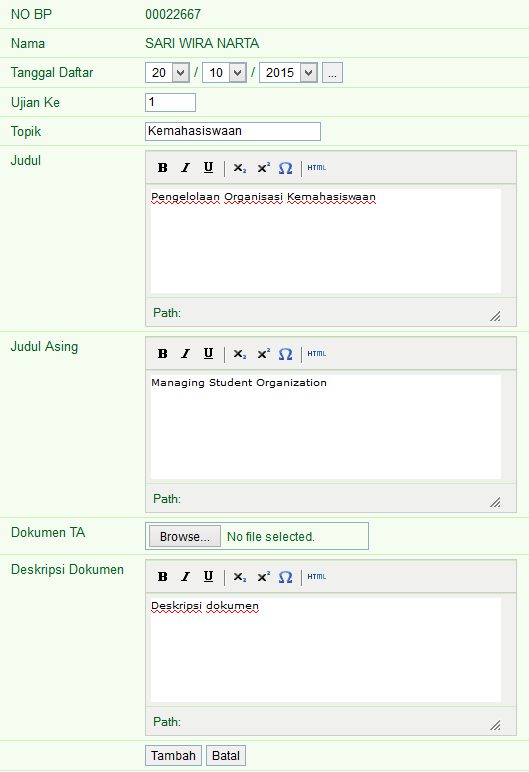 NO BP 00022667
Nama SARI WIRA NARTA
Tanggal Daftar 20 / 10 / 2015 ...
Ujian Ke 1
Topik Kemahasiswaan
Judul B I U x₂ x² Ω HTML
Pengelolaan Organisasi Kemahasiswaan
Path:
Judul Asing B I U x₂ x² Ω HTML
Managing Student Organization
Path:
Dokumen TA Browse... No file selected.
Deskripsi Dokumen B I U x₂ x² Ω HTML
Deskripsi dokumen
Path:
Tambah Batal